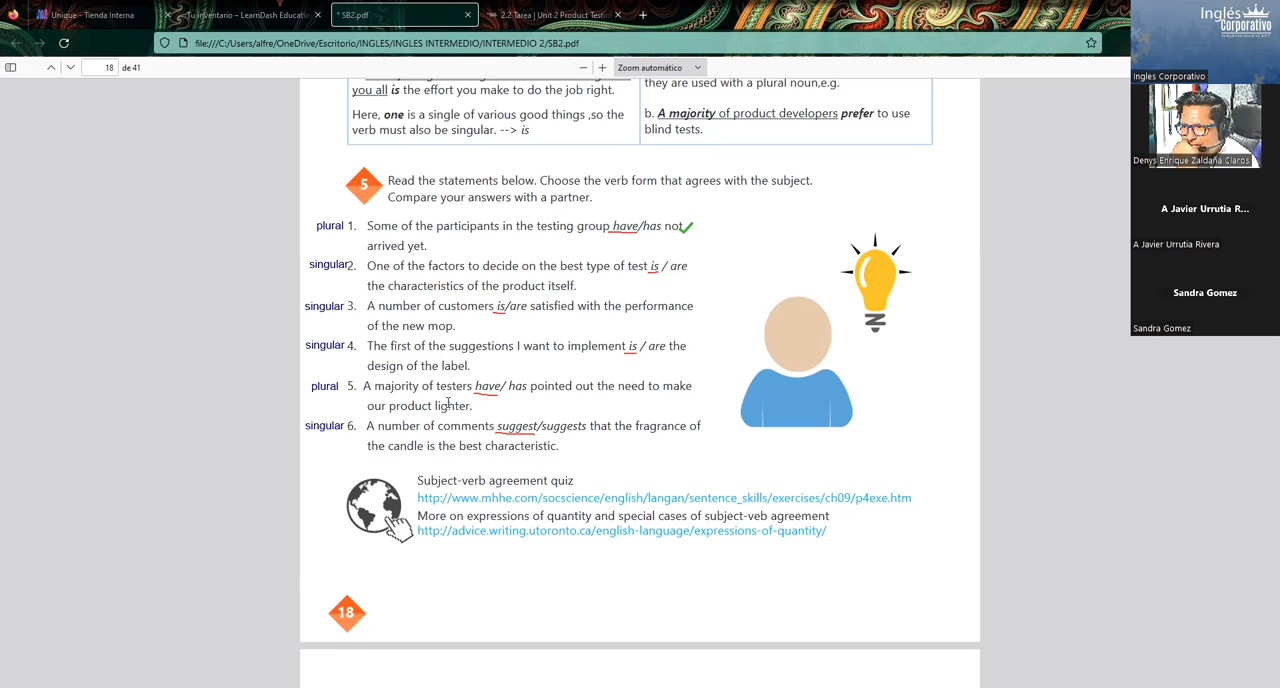 Unique - Tienda Interna
Tu inventario – LearnDash Educatio
* SB2.pdf
2.2 Tarea | Unit 2 Product Testin
file:///C:/Users/alfre/OneDrive/Escritorio/INGLES/INGLES INTERMEDIO/INTERMEDIO 2/SB2.pdf
18 de 41
Zoom automático
Inglés
Corporativo
Ingles Corporativo
Denys Enrique Zaldaña Claros
A Javier Urrutia R...
A Javier Urrutia Rivera
Sandra Gomez
Sandra Gomez
you all is the effort you make to do the job right.
Here, one is a single of various good things ,so the
verb must also be singular. --> is
they are used with a plural noun,e.g.
b. A majority of product developers prefer to use
blind tests.
5 Read the statements below. Choose the verb form that agrees with the subject.
Compare your answers with a partner.
plural 1. Some of the participants in the testing group have/has not
arrived yet.
singular 2. One of the factors to decide on the best type of test is / are
the characteristics of the product itself.
singular 3. A number of customers is/are satisfied with the performance
of the new mop.
singular 4. The first of the suggestions I want to implement is / are the
design of the label.
plural 5. A majority of testers have/ has pointed out the need to make
our product lighter.
singular 6. A number of comments suggest/suggests that the fragrance of
the candle is the best characteristic.
Subject-verb agreement quiz
http://www.mhhe.com/socscience/english/langan/sentence_skills/exercises/ch09/p4exe.htm
More on expressions of quantity and special cases of subject-veb agreement
http://advice.writing.utoronto.ca/english-language/expressions-of-quantity/
18